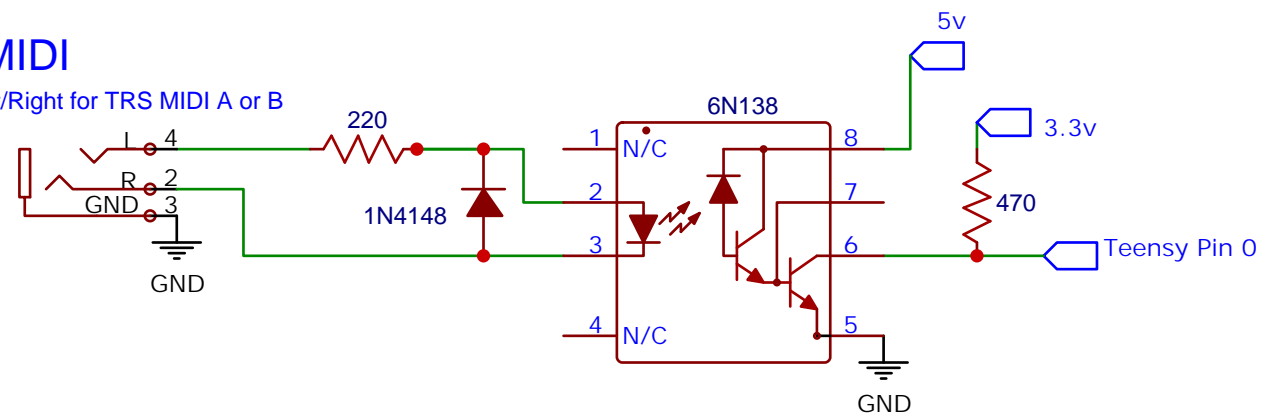 5v
MIDI
/Right for TRS MIDI A or B
6N138
220
3.3v
L 4
1 N/C
8
R 2
2
7
GND 3
1N4148
470
3
6
Teensy Pin 0
GND
4 N/C
5
GND